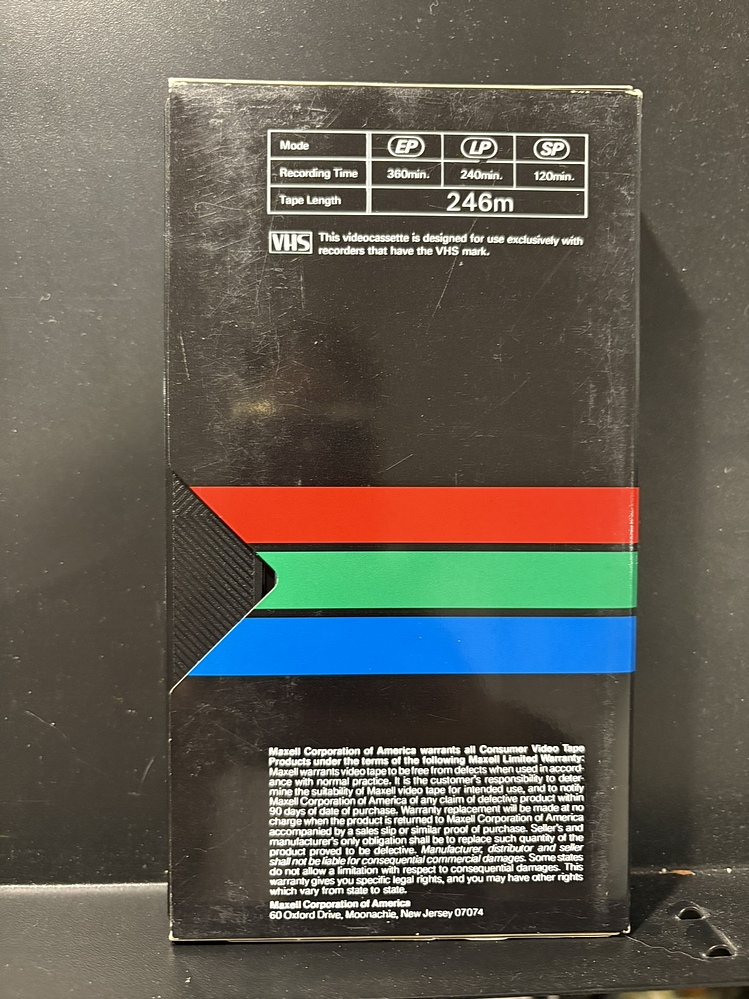 Mode EP LP SP
Recording Time 360min. 240min. 120min.
Tape Length 246m
VHS This videocassette is designed for use exclusively with
recorders that have the VHS mark.
Maxell Corporation of America warrants all Consumer Video Tape
Products under the terms of the following Maxell Limited Warranty:
Maxell warrants video tape to be free from defects when used in accord-
ance with normal practice. It is the customer's responsibility to deter-
mine the suitability of Maxell video tape for intended use, and to notify
Maxell Corporation of America of any claim of defective product within
90 days of date of purchase. Warranty replacement will be made at no
charge when the product is returned to Maxell Corporation of America
accompanied by a sales slip or similar proof of purchase. Seller's and
manufacturer's only obligation shall be to replace such quantity of the
product proved to be defective. Manufacturer, distributor and seller
shall not be liable for consequential commercial damages. Some states
do not allow a limitation with respect to consequential damages. This
warranty gives you specific legal rights, and you may have other rights
which vary from state to state.
Maxell Corporation of America
60 Oxford Drive, Moonachie, New Jersey 07074